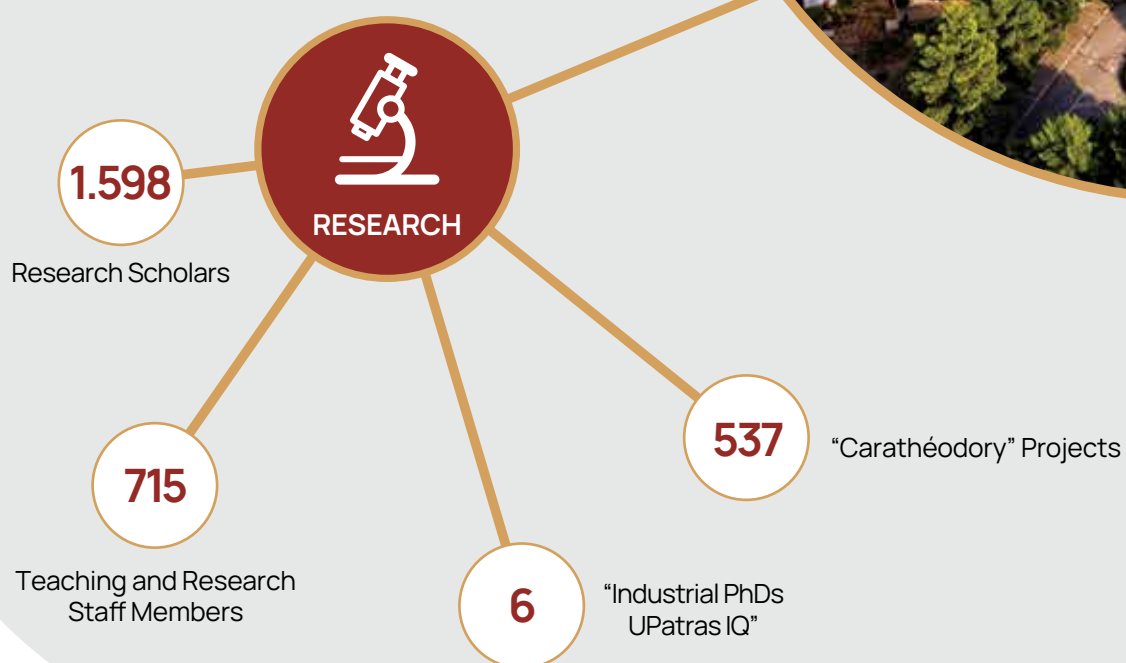 RESEARCH
1.598
Research Scholars
715
Teaching and Research
Staff Members
6
“Industrial PhDs
UPatras IQ”
537
“Carathéodory” Projects